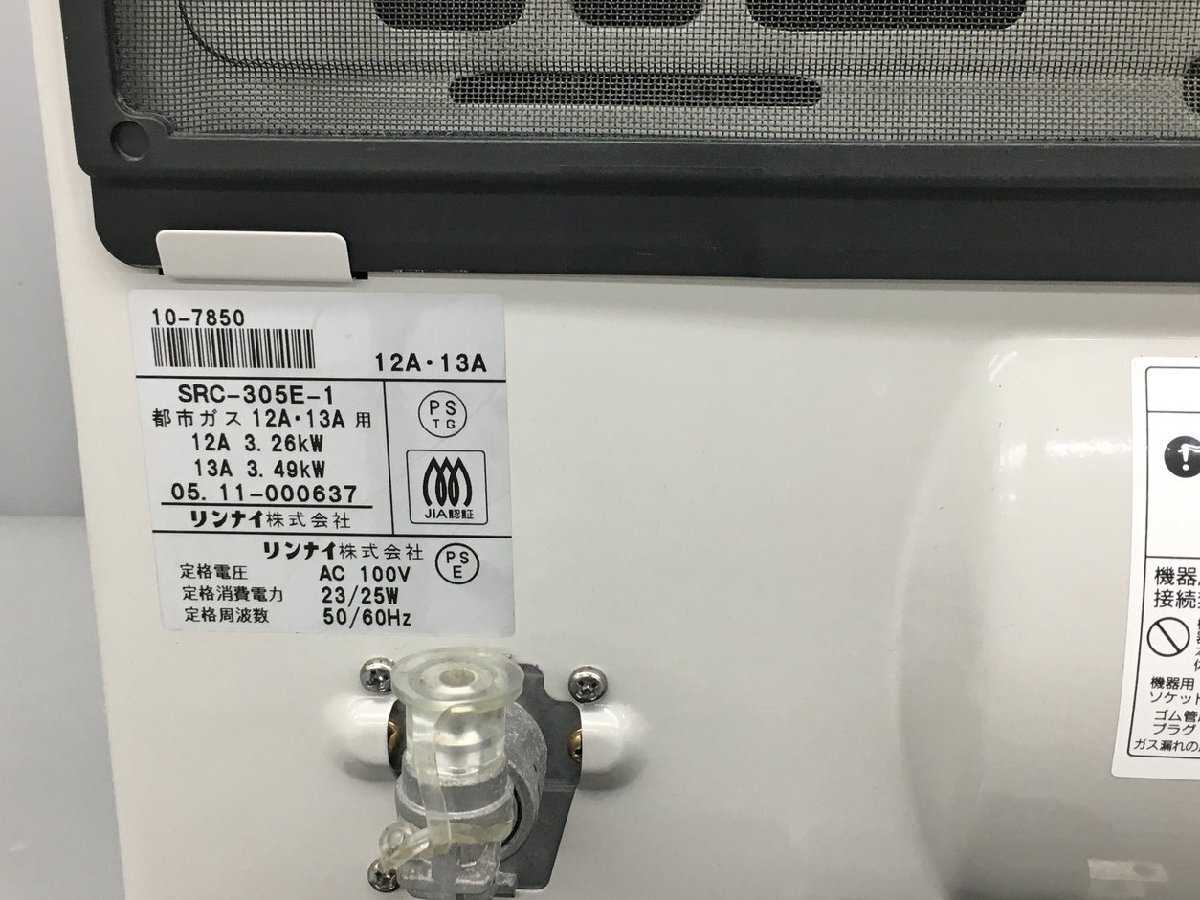 10-7850
12A・13A
SRC-305E-1
都市ガス 12A・13A 用
12A 3.26kW
13A 3.49kW
05.11-000637
リンナイ株式会社
PS
TG
JIA認証
リンナイ株式会社
PS
E
定格電圧 AC 100V
定格消費電力 23/25W
定格周波数 50/60Hz
!
機器
接続
機器用
ソケット
ゴム管
プラグ
ガス漏れの